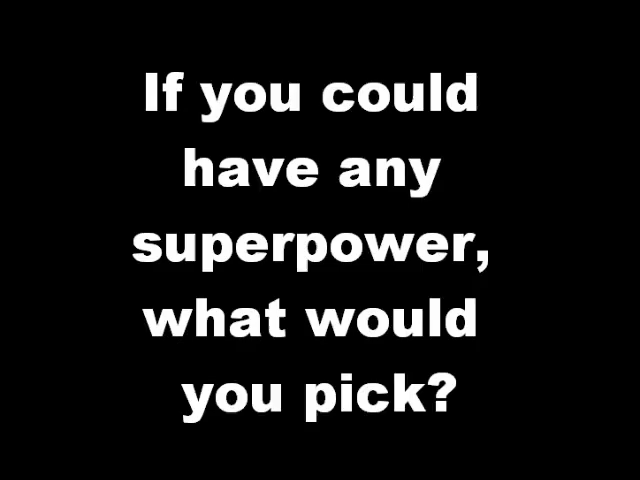 If you could
have any
superpower,
what would
you pick?